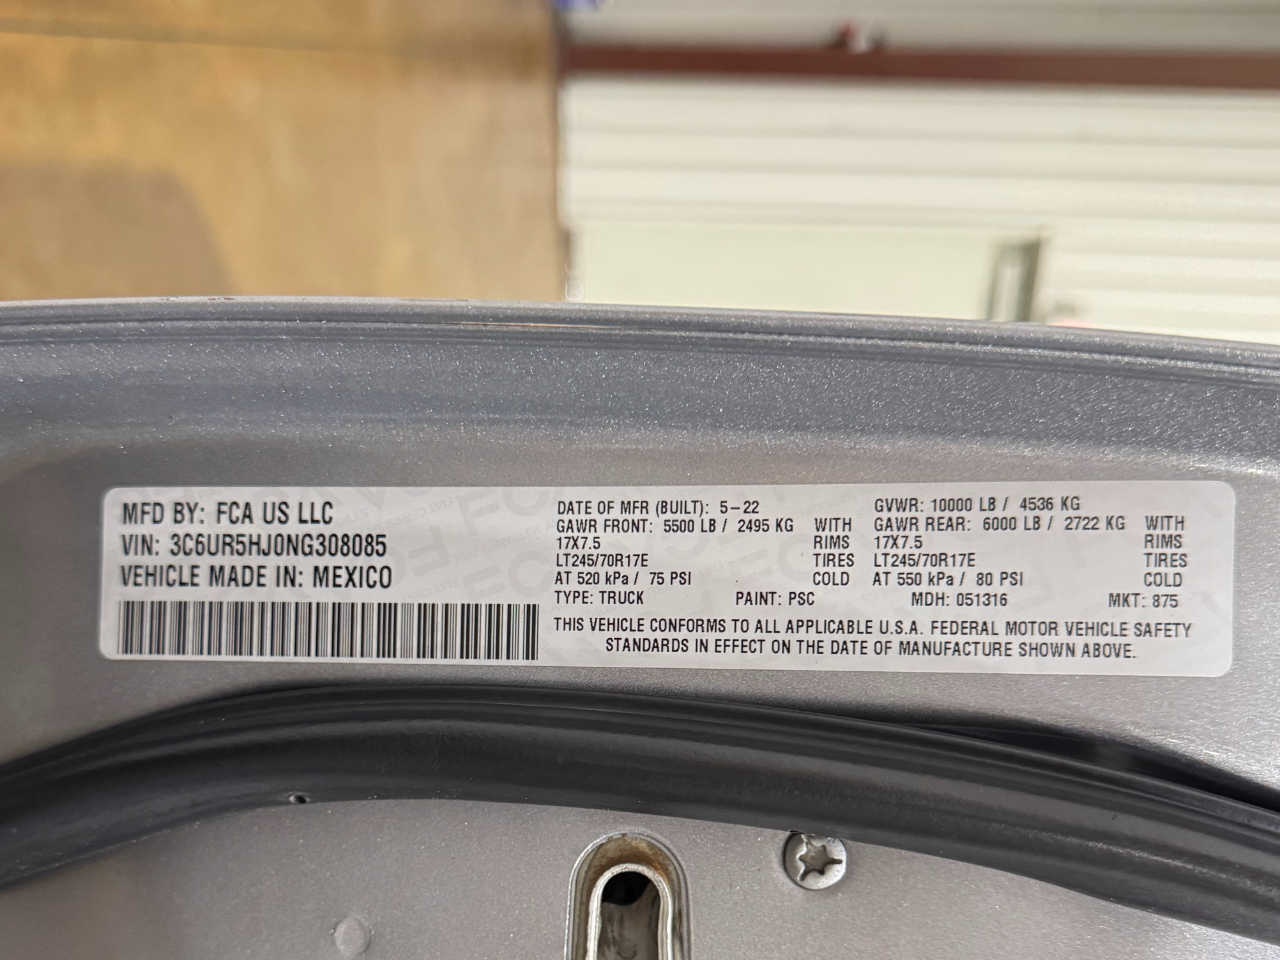 MFD BY: FCA US LLC
VIN: 3C6UR5HJ0NG308085
VEHICLE MADE IN: MEXICO
DATE OF MFR (BUILT): 5-22
GAWR FRONT: 5500 LB / 2495 KG WITH
17X7.5 RIMS
LT245/70R17E TIRES
AT 520 kPa / 75 PSI COLD
GVWR: 10000 LB / 4536 KG
GAWR REAR: 6000 LB / 2722 KG WITH
17X7.5 RIMS
LT245/70R17E TIRES
AT 550 kPa / 80 PSI COLD
TYPE: TRUCK PAINT: PSC MDH: 051316 MKT: 875
THIS VEHICLE CONFORMS TO ALL APPLICABLE U.S.A. FEDERAL MOTOR VEHICLE SAFETY
STANDARDS IN EFFECT ON THE DATE OF MANUFACTURE SHOWN ABOVE.